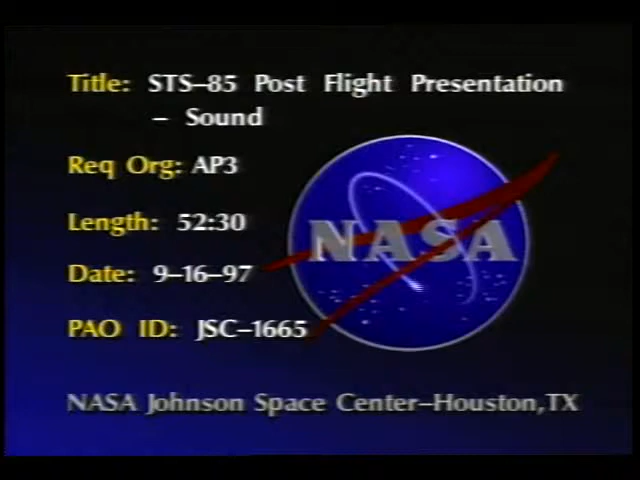 Title: STS–85 Post Flight Presentation
– Sound
Req Org: AP3
Length: 52:30
Date: 9–16–97
PAO ID: JSC–1665
NASA
NASA Johnson Space Center–Houston,TX